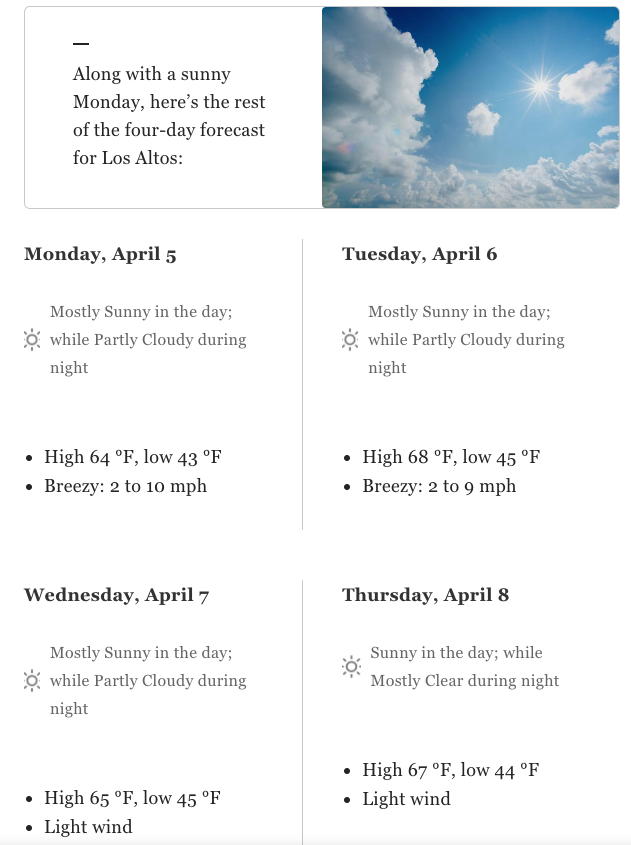 Along with a sunny
Monday, here’s the rest
of the four-day forecast
for Los Altos:
Monday, April 5
Mostly Sunny in the day;
while Partly Cloudy during
night
• High 64 °F, low 43 °F
• Breezy: 2 to 10 mph
Tuesday, April 6
Mostly Sunny in the day;
while Partly Cloudy during
night
• High 68 °F, low 45 °F
• Breezy: 2 to 9 mph
Wednesday, April 7
Mostly Sunny in the day;
while Partly Cloudy during
night
• High 65 °F, low 45 °F
• Light wind
Thursday, April 8
Sunny in the day; while
Mostly Clear during night
• High 67 °F, low 44 °F
• Light wind